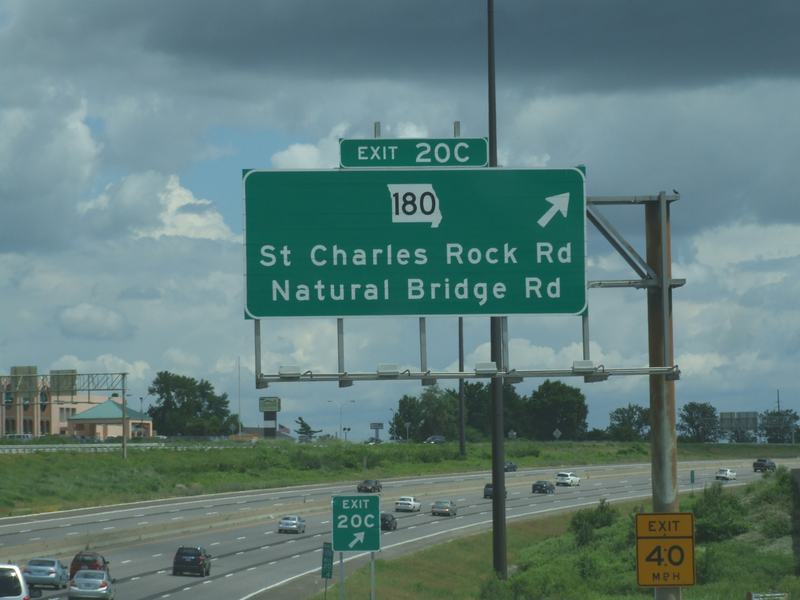 EXIT 20C
180
St Charles Rock Rd
Natural Bridge Rd
EXIT
20C
EXIT
40
MPH